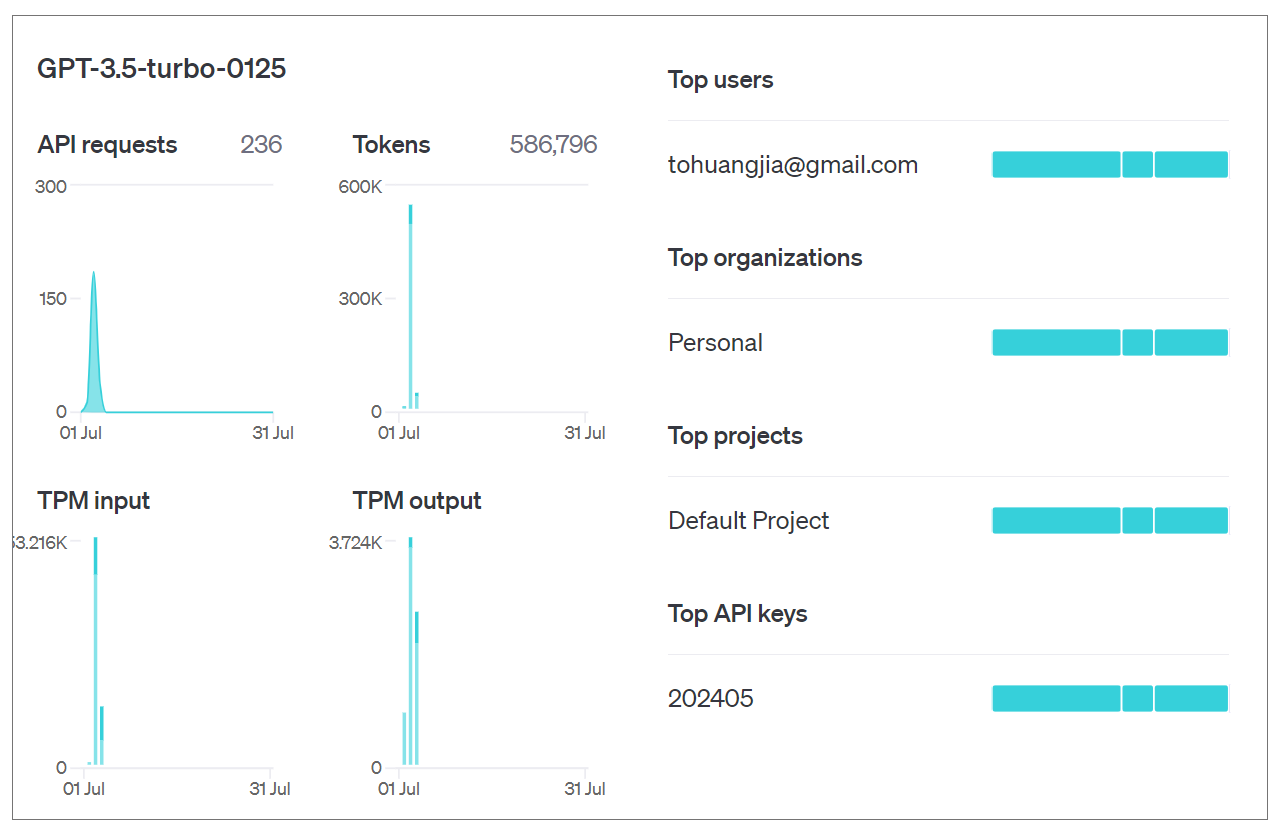 GPT-3.5-turbo-0125
API requests 236
300
150
0
01 Jul 31 Jul
Tokens 586,796
600K
300K
0
01 Jul 31 Jul
TPM input
53.216K
0
01 Jul 31 Jul
TPM output
3.724K
0
01 Jul 31 Jul
Top users
tohuangjia@gmail.com
Top organizations
Personal
Top projects
Default Project
Top API keys
202405